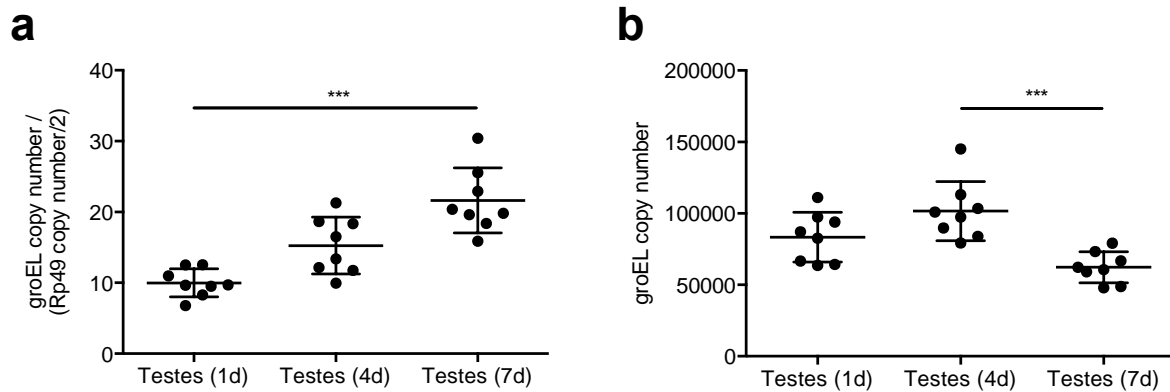 a
groEL copy number /
(Rp49 copy number/2)
40
30
20
10
0
***
Testes (1d)
Testes (4d)
Testes (7d)
b
groEL copy number
200000
150000
100000
50000
0
***
Testes (1d)
Testes (4d)
Testes (7d)